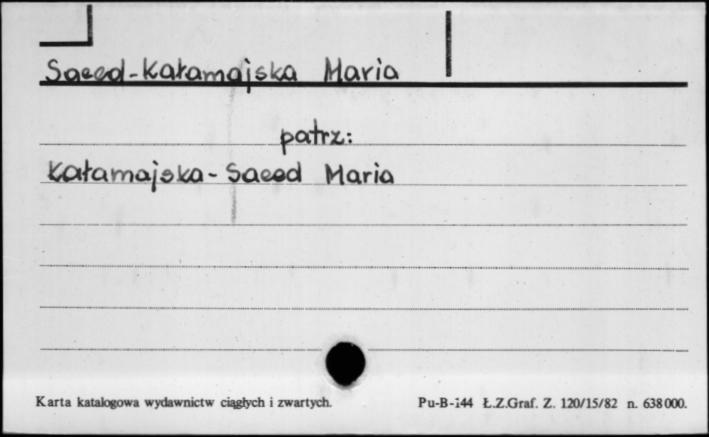 Saeed-Kałamajska Maria
patrz:
Kałamajska-Saeed Maria
Karta katalogowa wydawnictw ciągłych i zwartych.
Pu-B-144 Ł.Z.Graf. Z. 120/15/82 n. 638000.